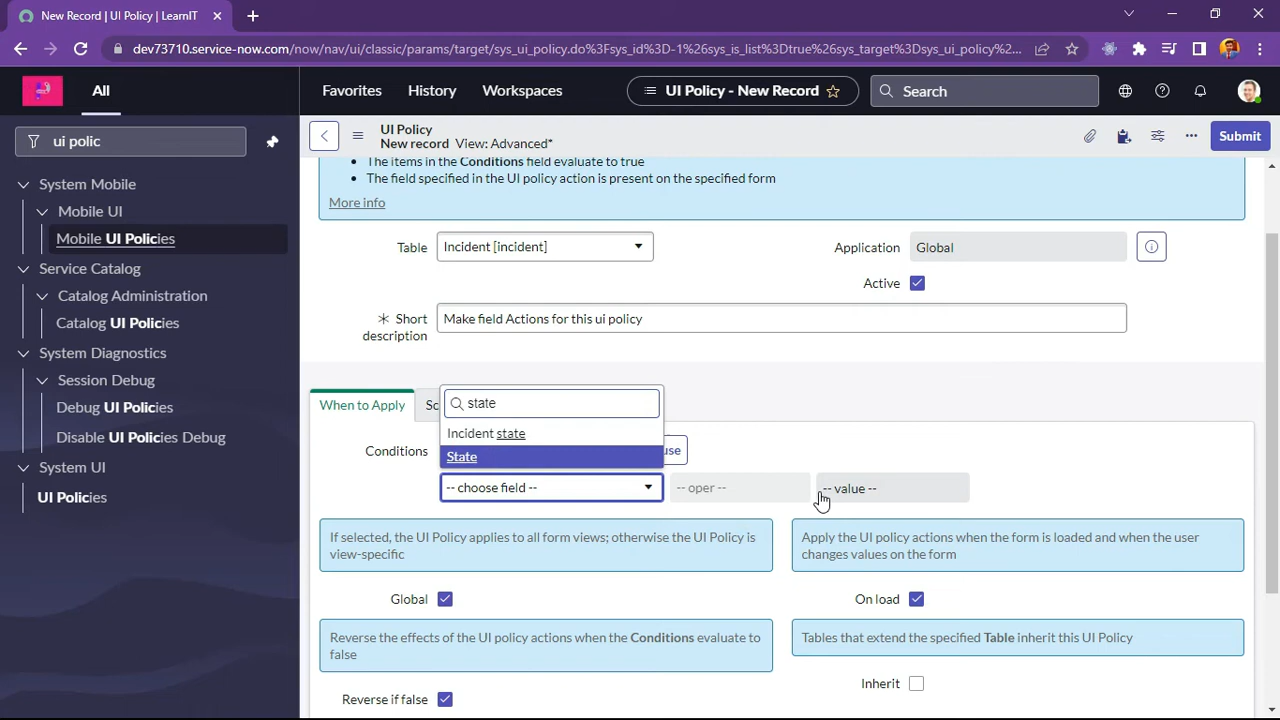 New Record | UI Policy | LearnIT
dev73710.service-now.com/now/nav/ui/classic/params/target/sys_ui_policy.do%3Fsys_id%3D-1%26sys_is_list%3Dtrue%26sys_target%3Dsys_ui_policy%2...
All
Favorites
History
Workspaces
UI Policy - New Record
Search
ui polic
UI Policy
New record View: Advanced*
Submit
System Mobile
Mobile UI
Mobile UI Policies
Service Catalog
Catalog Administration
Catalog UI Policies
System Diagnostics
Session Debug
Debug UI Policies
Disable UI Policies Debug
System UI
UI Policies
The items in the Conditions field evaluate to true
The field specified in the UI policy action is present on the specified form
More info
Table
Incident [incident]
Application
Global
Active
Short description
Make field Actions for this ui policy
When to Apply
Sc
state
Incident state
State
Conditions
use
-- choose field --
-- oper --
-- value --
If selected, the UI Policy applies to all form views; otherwise the UI Policy is
view-specific
Apply the UI policy actions when the form is loaded and when the user
changes values on the form
Global
On load
Reverse the effects of the UI policy actions when the Conditions evaluate to
false
Tables that extend the specified Table inherit this UI Policy
Inherit
Reverse if false